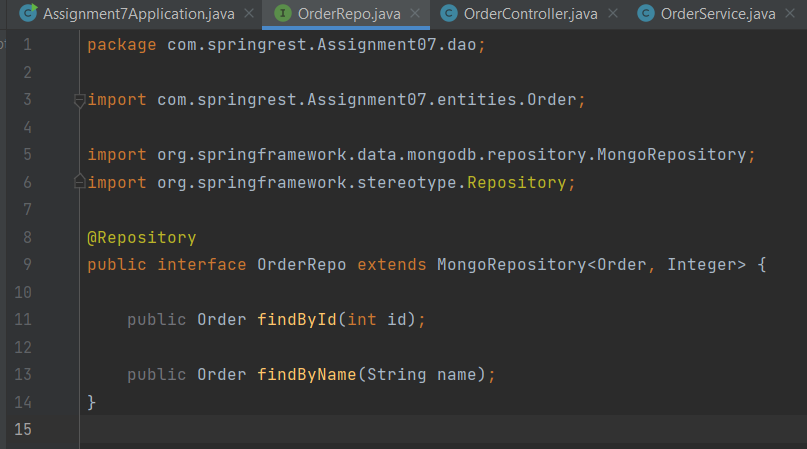 Assignment7Application.java OrderRepo.java OrderController.java OrderService.java
1 package com.springrest.Assignment07.dao;
2
3 import com.springrest.Assignment07.entities.Order;
4
5 import org.springframework.data.mongodb.repository.MongoRepository;
6 import org.springframework.stereotype.Repository;
7
8 @Repository
9 public interface OrderRepo extends MongoRepository<Order, Integer> {
10
11 public Order findById(int id);
12
13 public Order findByName(String name);
14 }
15